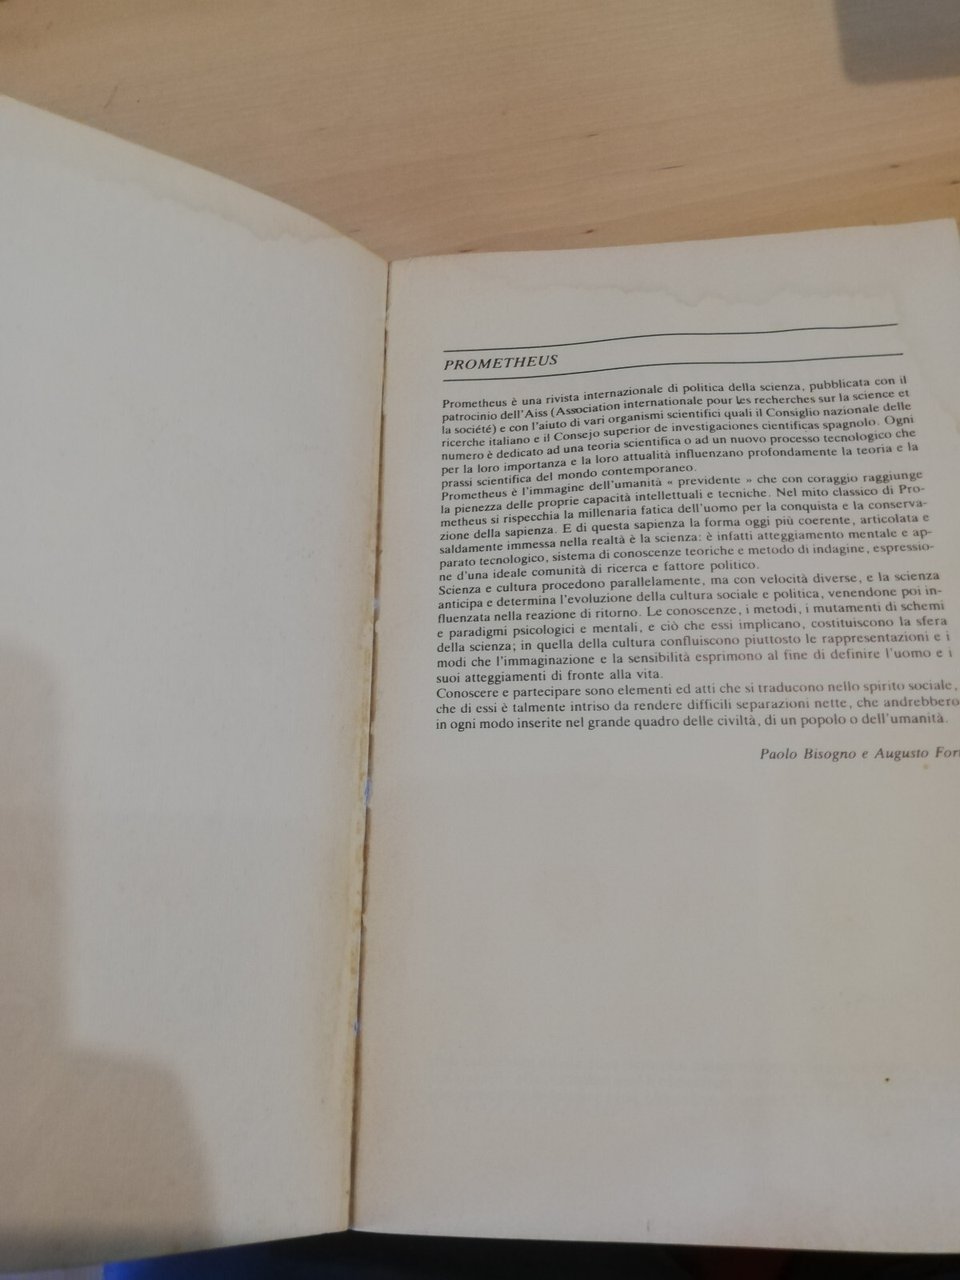 PROMETHEUS
Prometheus è una rivista internazionale di politica della scienza, pubblicata con il
patrocinio dell'Aiss (Association internationale pour les recherches sur la science et
la société) e con l'aiuto di vari organismi scientifici quali il Consiglio nazionale delle
ricerche italiano e il Consejo superior de investigaciones cientificas spagnolo. Ogni
numero è dedicato ad una teoria scientifica o ad un nuovo processo tecnologico che
per la loro importanza e la loro attualità influenzano profondamente la teoria e la
prassi scientifica del mondo contemporaneo.
Prometheus è l'immagine dell'umanità « previdente » che con coraggio raggiunge
la pienezza delle proprie capacità intellettuali e tecniche. Nel mito classico di Pro-
metheus si rispecchia la millenaria fatica dell'uomo per la conquista e la conserva-
zione della sapienza. E di questa sapienza la forma oggi più coerente, articolata e
saldamente immessa nella realtà è la scienza: è infatti atteggiamento mentale e ap-
parato tecnologico, sistema di conoscenze teoriche e metodo di indagine, espressio-
ne d'una ideale comunità di ricerca e fattore politico.
Scienza e cultura procedono parallelamente, ma con velocità diverse, e la scienza
anticipa e determina l'evoluzione della cultura sociale e politica, venendone poi in-
fluenzata nella reazione di ritorno. Le conoscenze, i metodi, i mutamenti di schemi
e paradigmi psicologici e mentali, e ciò che essi implicano, costituiscono la sfera
della scienza; in quella della cultura confluiscono piuttosto le rappresentazioni e i
modi che l'immaginazione e la sensibilità esprimono al fine di definire l'uomo e i
suoi atteggiamenti di fronte alla vita.
Conoscere e partecipare sono elementi ed atti che si traducono nello spirito sociale,
che di essi è talmente intriso da rendere difficili separazioni nette, che andrebbero
in ogni modo inserite nel grande quadro delle civiltà, di un popolo o dell'umanità.
Paolo Bisogno e Augusto